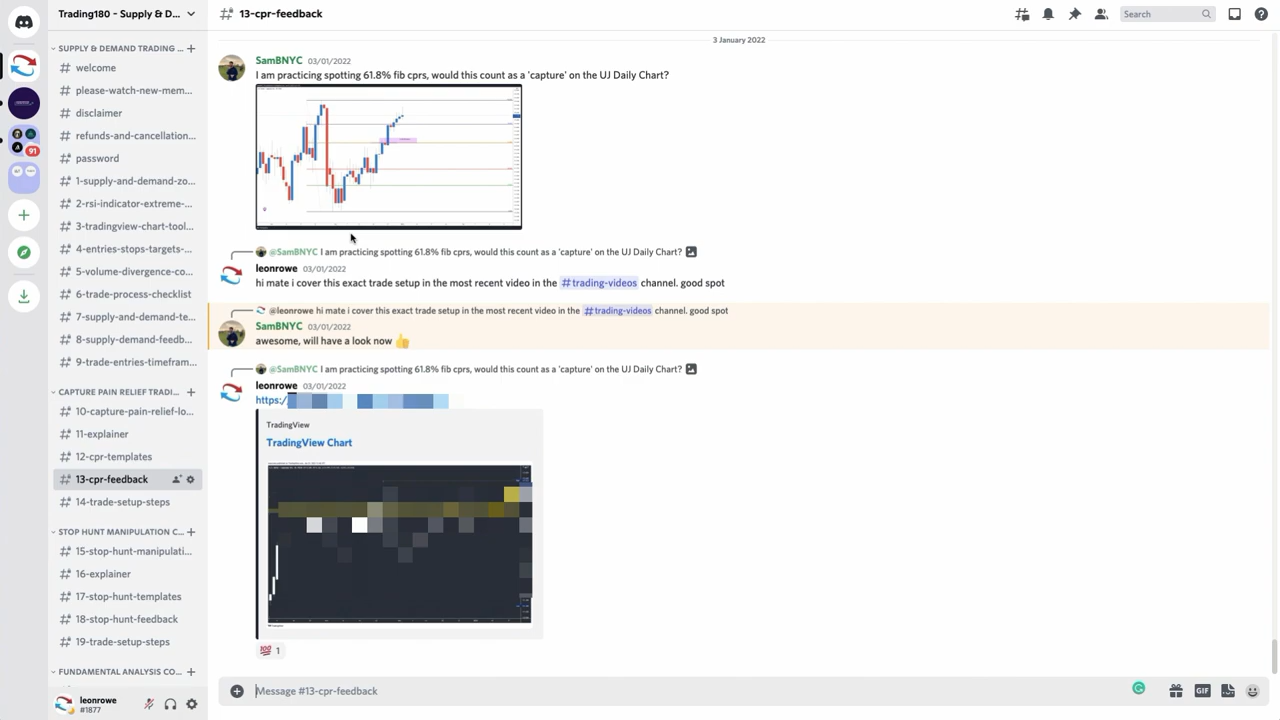 Trading180 - Supply & D...
SUPPLY & DEMAND TRADING ...
# welcome
# please-watch-new-mem...
# disclaimer
# refunds-and-cancellation...
# password
# 1-supply-and-demand-zo...
# 2-rsi-indicator-extreme-...
# 3-tradingview-chart-tool...
# 4-entries-stops-targets-...
# 5-volume-divergence-co...
# 6-trade-process-checklist
# 7-supply-and-demand-te...
# 8-supply-demand-feedb...
# 9-trade-entries-timefram...
CAPTURE PAIN RELIEF TRADI...
# 10-capture-pain-relief-lo...
# 11-explainer
# 12-cpr-templates
# 13-cpr-feedback
# 14-trade-setup-steps
STOP HUNT MANIPULATION C...
# 15-stop-hunt-manipulati...
# 16-explainer
# 17-stop-hunt-templates
# 18-stop-hunt-feedback
# 19-trade-setup-steps
FUNDAMENTAL ANALYSIS CO...
leonrowe
#1877
91
13-cpr-feedback
Search
3 January 2022
SamBNYC 03/01/2022
I am practicing spotting 61.8% fib cprs, would this count as a 'capture' on the UJ Daily Chart?
@SamBNYC I am practicing spotting 61.8% fib cprs, would this count as a 'capture' on the UJ Daily Chart?
leonrowe 03/01/2022
hi mate i cover this exact trade setup in the most recent video in the #trading-videos channel. good spot
@leonrowe hi mate i cover this exact trade setup in the most recent video in the #trading-videos channel. good spot
SamBNYC 03/01/2022
awesome, will have a look now 👍
@SamBNYC I am practicing spotting 61.8% fib cprs, would this count as a 'capture' on the UJ Daily Chart?
leonrowe 03/01/2022
https:/
TradingView
TradingView Chart
💯 1
Message #13-cpr-feedback
GIF